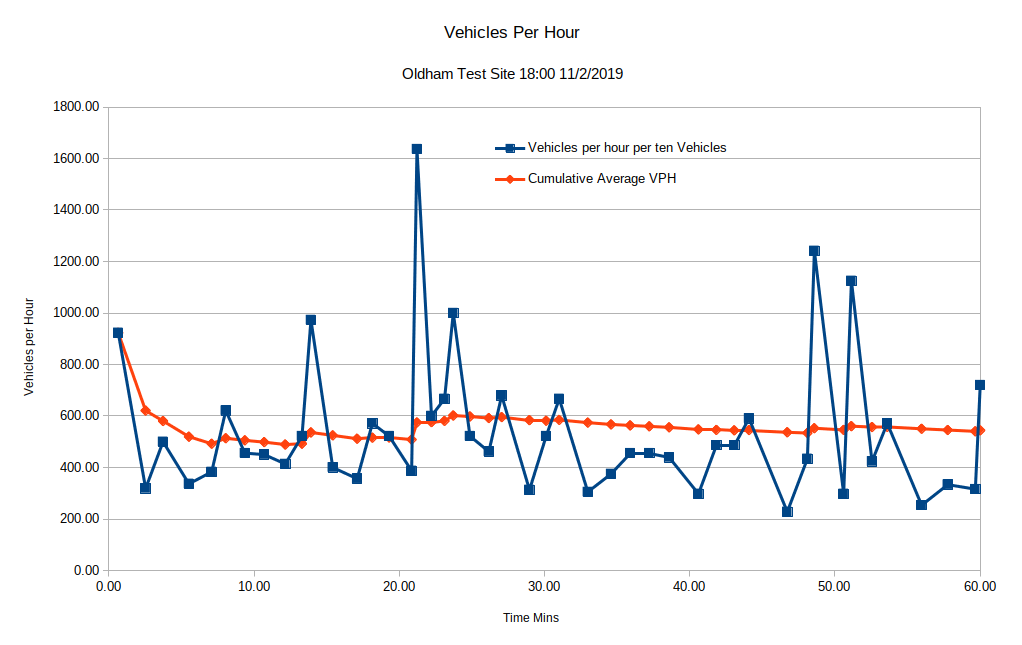 Vehicles Per Hour
Oldham Test Site 18:00 11/2/2019
1800.00
1600.00
1400.00
1200.00
1000.00
800.00
600.00
400.00
200.00
0.00
Vehicles per Hour
Vehicles per hour per ten Vehicles
Cumulative Average VPH
0.00 10.00 20.00 30.00 40.00 50.00 60.00
Time Mins